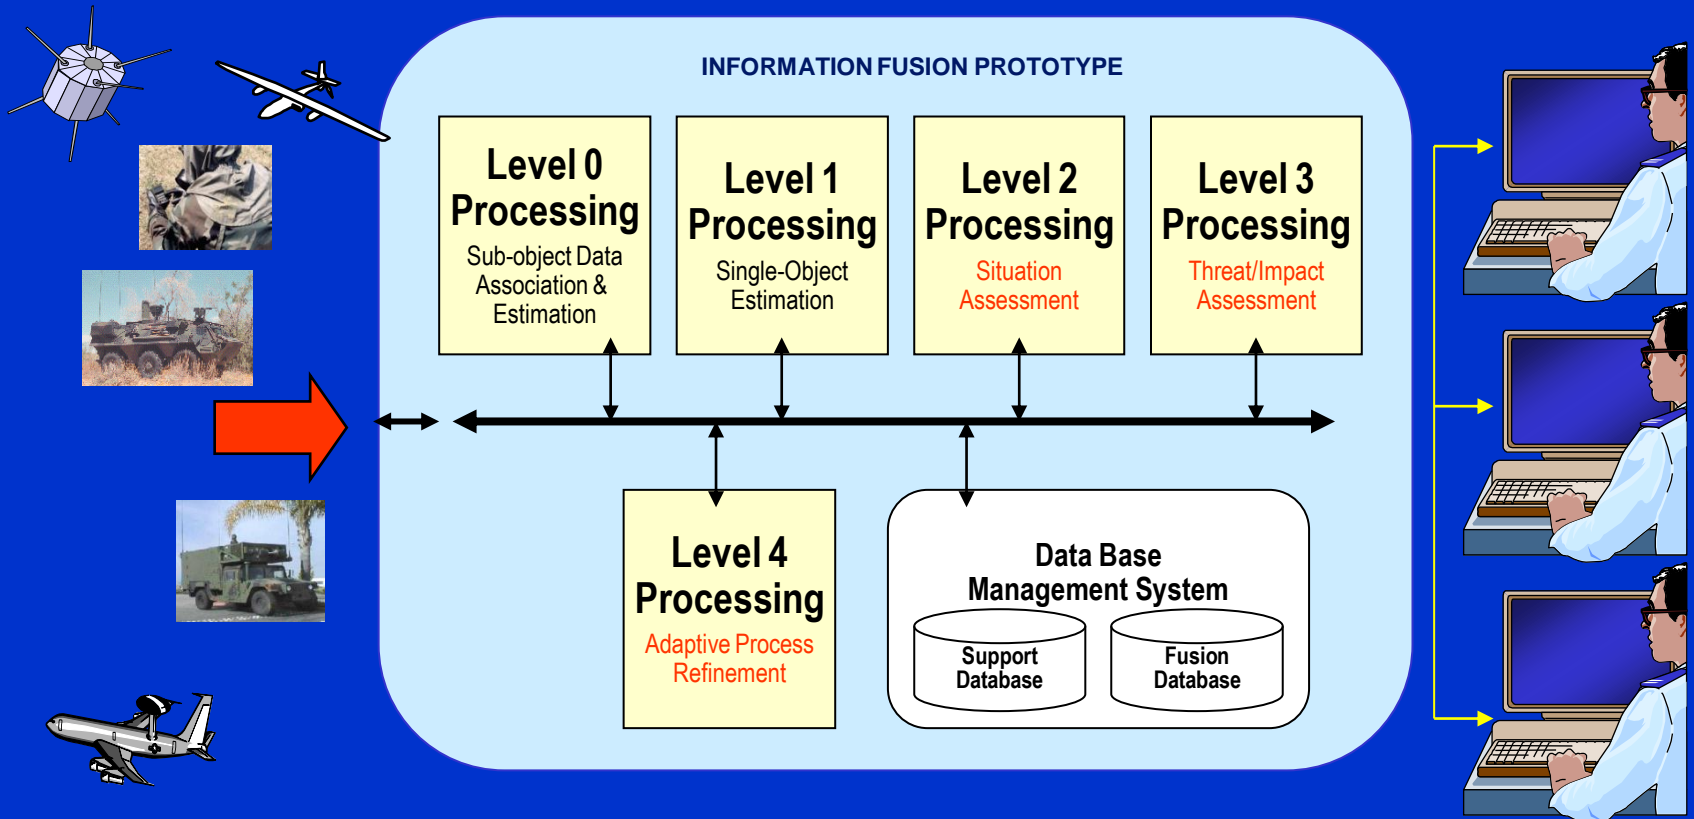 INFORMATION FUSION PROTOTYPE
Level 0
Processing
Sub-object Data
Association &
Estimation
Level 1
Processing
Single-Object
Estimation
Level 2
Processing
Situation
Assessment
Level 3
Processing
Threat/Impact
Assessment
Level 4
Processing
Adaptive Process
Refinement
Data Base
Management System
Support
Database
Fusion
Database